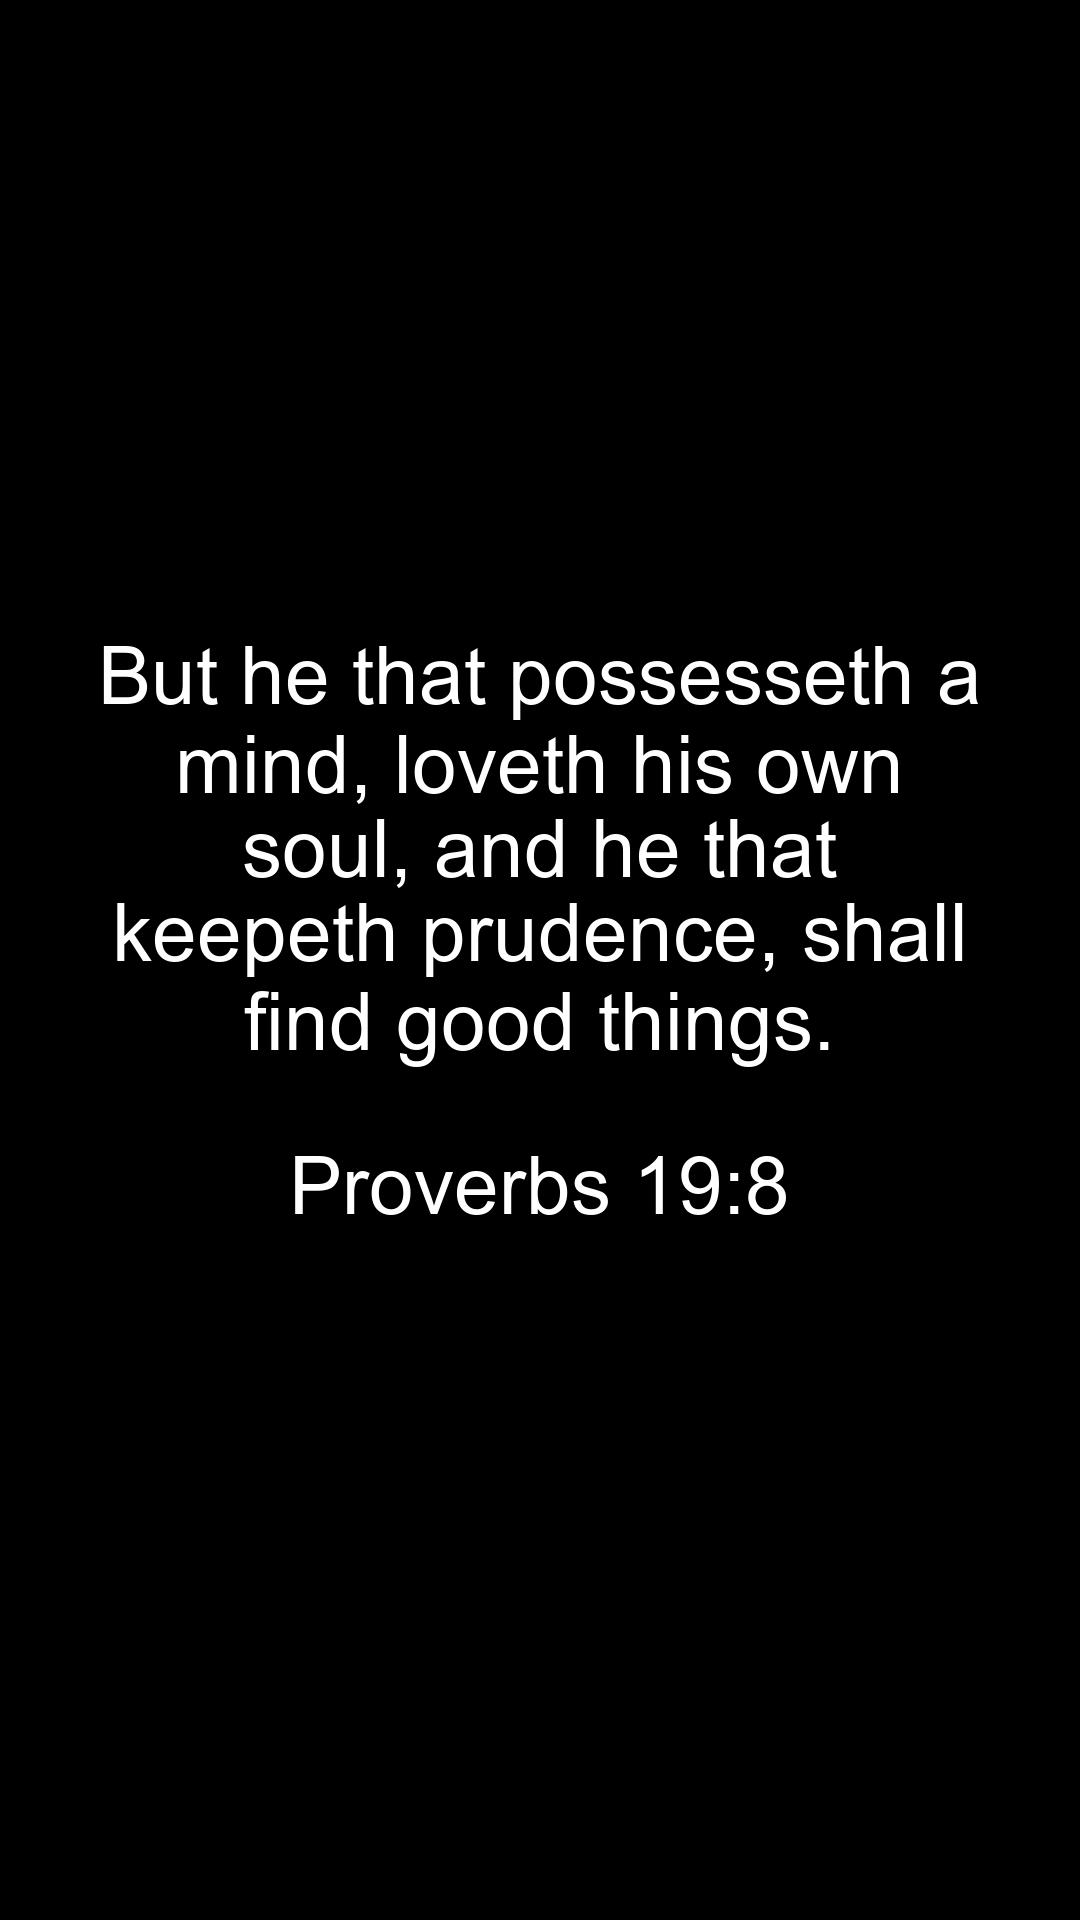 But he that possesseth a
mind, loveth his own
soul, and he that
keepeth prudence, shall
find good things.
Proverbs 19:8